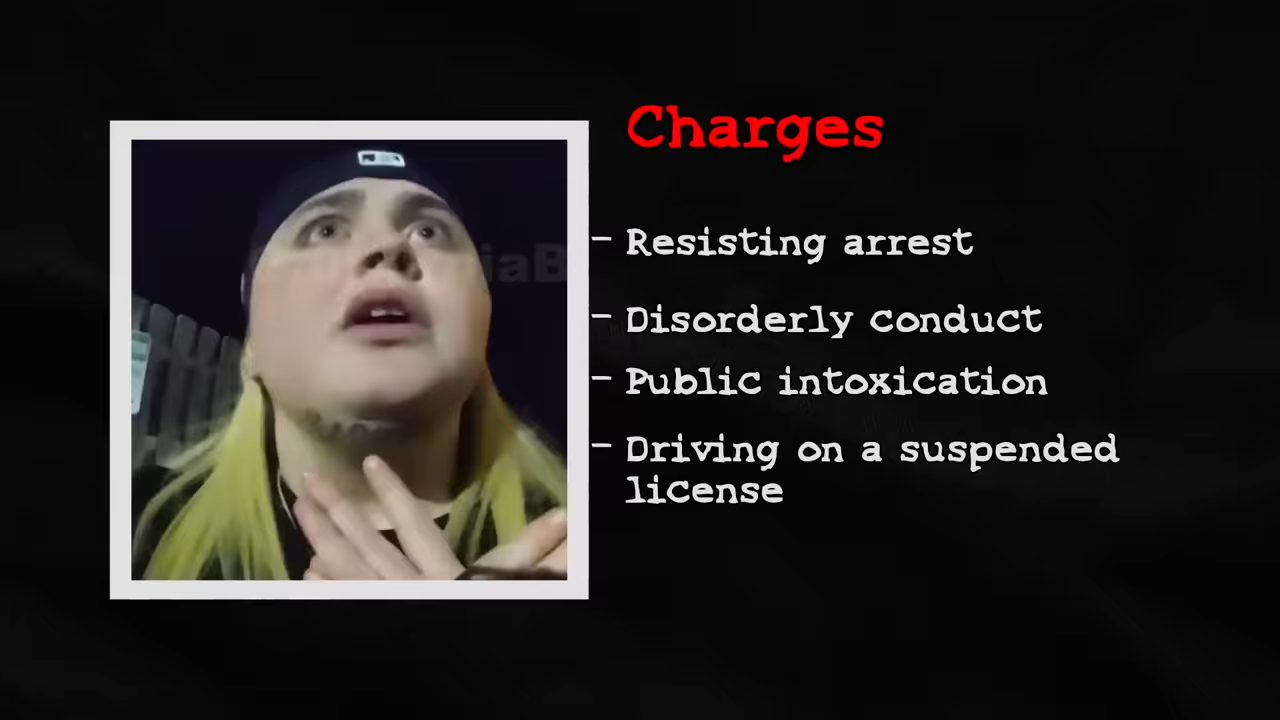 Charges
- Resisting arrest
- Disorderly conduct
- Public intoxication
- Driving on a suspended
license